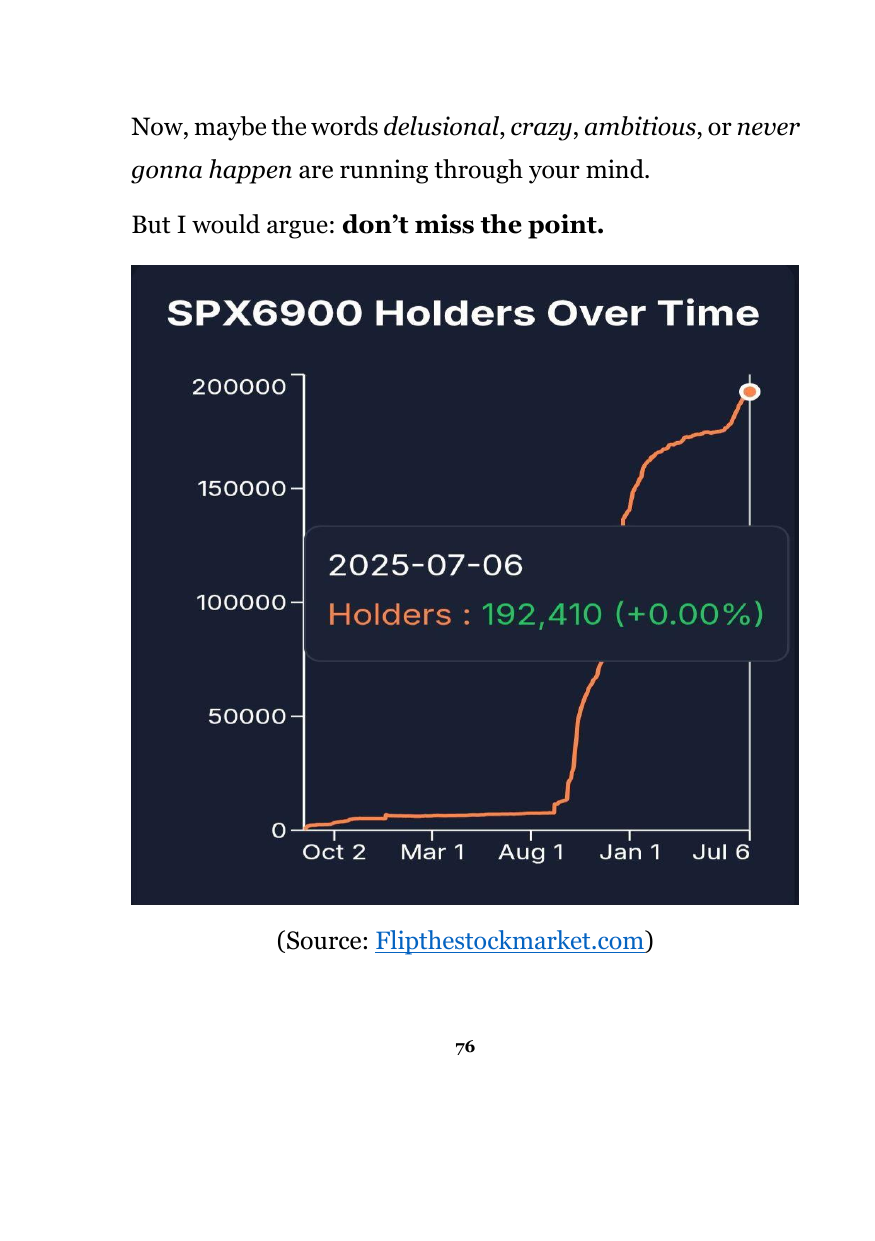 Now, maybe the words delusional, crazy, ambitious, or never
gonna happen are running through your mind.
But I would argue: don’t miss the point.
SPX6900 Holders Over Time
200000
150000
2025-07-06
100000
Holders : 192,410 (+0.00%)
50000
0
Oct 2 Mar 1 Aug 1 Jan 1 Jul 6
(Source: Flipthestockmarket.com)
76